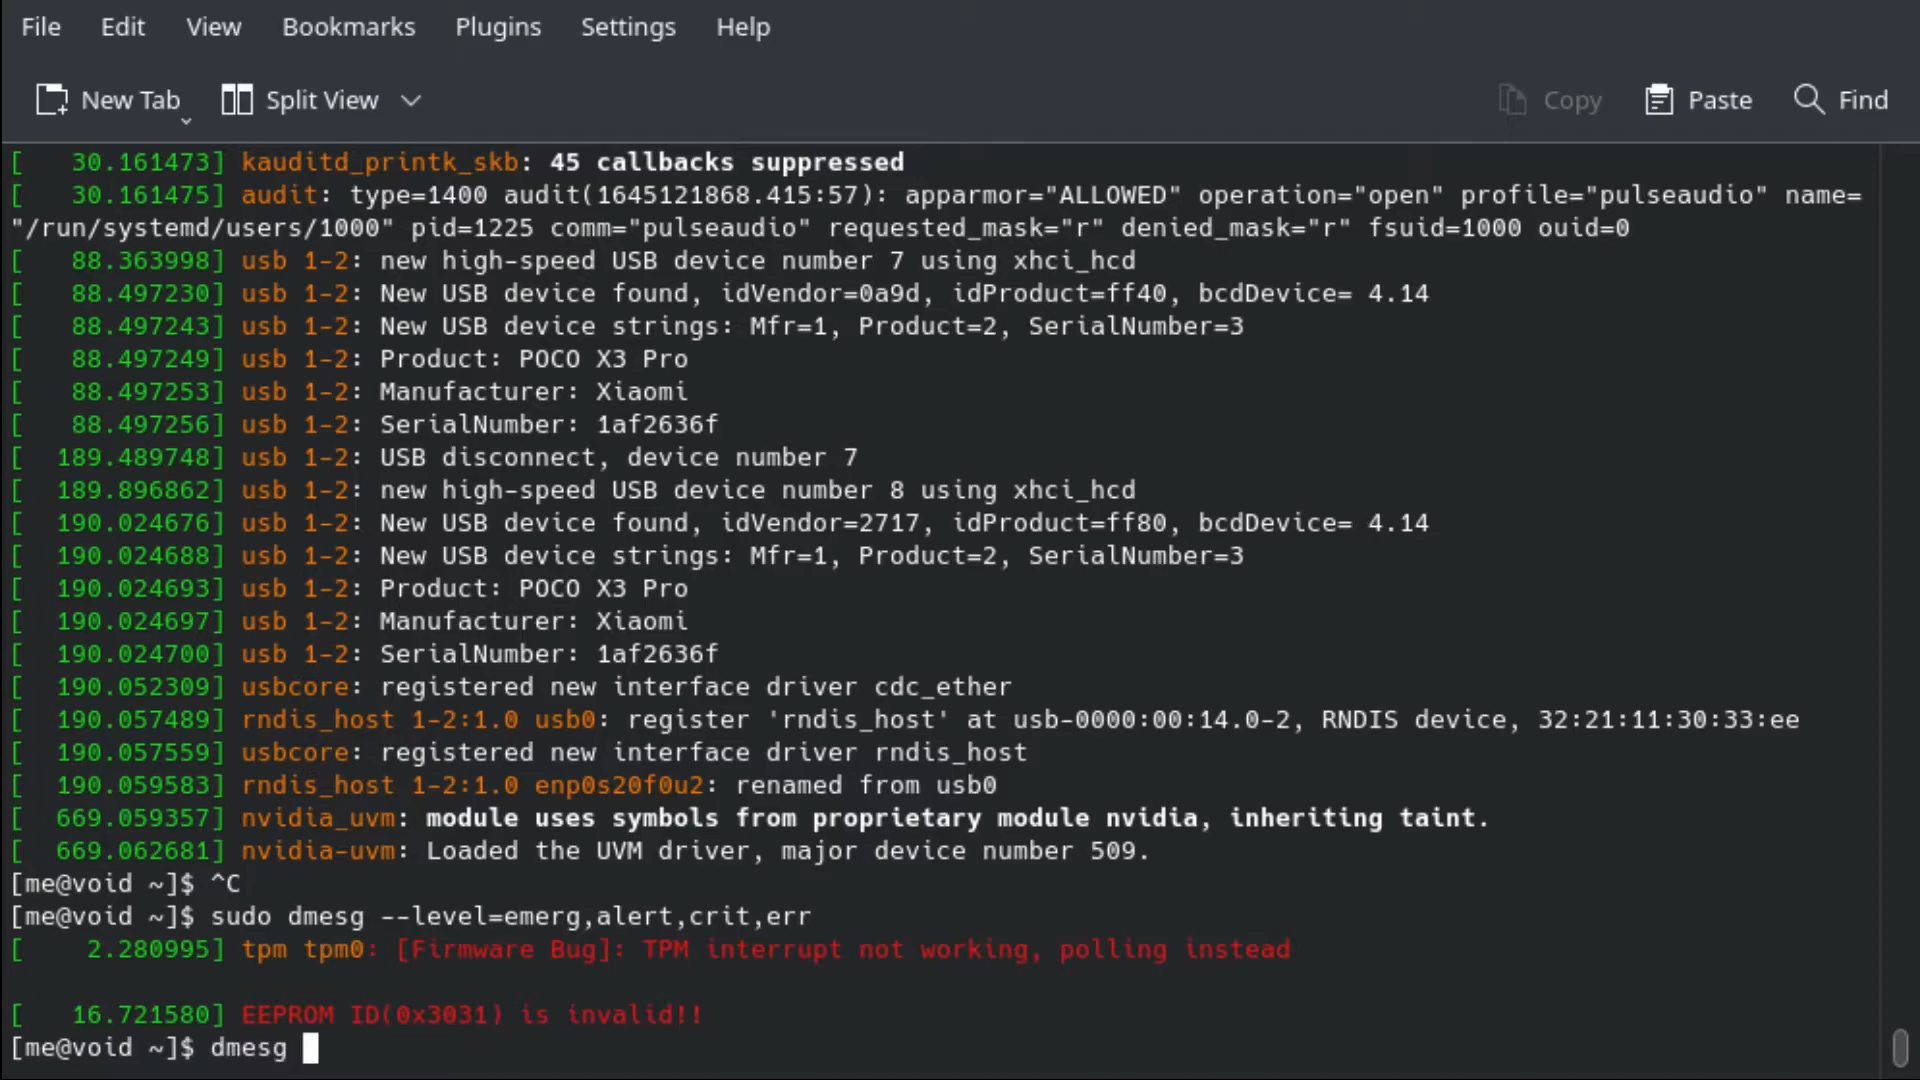 File Edit View Bookmarks Plugins Settings Help
New Tab Split View Copy Paste Find
[   30.161473] kauditd_printk_skb: 45 callbacks suppressed
[   30.161475] audit: type=1400 audit(1645121868.415:57): apparmor="ALLOWED" operation="open" profile="pulseaudio" name=
"/run/systemd/users/1000" pid=1225 comm="pulseaudio" requested_mask="r" denied_mask="r" fsuid=1000 ouid=0
[   88.363998] usb 1-2: new high-speed USB device number 7 using xhci_hcd
[   88.497230] usb 1-2: New USB device found, idVendor=0a9d, idProduct=ff40, bcdDevice= 4.14
[   88.497243] usb 1-2: New USB device strings: Mfr=1, Product=2, SerialNumber=3
[   88.497249] usb 1-2: Product: POCO X3 Pro
[   88.497253] usb 1-2: Manufacturer: Xiaomi
[   88.497256] usb 1-2: SerialNumber: 1af2636f
[  189.489748] usb 1-2: USB disconnect, device number 7
[  189.896862] usb 1-2: new high-speed USB device number 8 using xhci_hcd
[  190.024676] usb 1-2: New USB device found, idVendor=2717, idProduct=ff80, bcdDevice= 4.14
[  190.024688] usb 1-2: New USB device strings: Mfr=1, Product=2, SerialNumber=3
[  190.024693] usb 1-2: Product: POCO X3 Pro
[  190.024697] usb 1-2: Manufacturer: Xiaomi
[  190.024700] usb 1-2: SerialNumber: 1af2636f
[  190.052309] usbcore: registered new interface driver cdc_ether
[  190.057489] rndis_host 1-2:1.0 usb0: register 'rndis_host' at usb-0000:00:14.0-2, RNDIS device, 32:21:11:30:33:ee
[  190.057559] usbcore: registered new interface driver rndis_host
[  190.059583] rndis_host 1-2:1.0 enp0s20f0u2: renamed from usb0
[  669.059357] nvidia_uvm: module uses symbols from proprietary module nvidia, inheriting taint.
[  669.062681] nvidia-uvm: Loaded the UVM driver, major device number 509.
[me@void ~]$ ^C
[me@void ~]$ sudo dmesg --level=emerg,alert,crit,err
[    2.280995] tpm tpm0: [Firmware Bug]: TPM interrupt not working, polling instead
[   16.721580] EEPROM ID(0x3031) is invalid!!
[me@void ~]$ dmesg